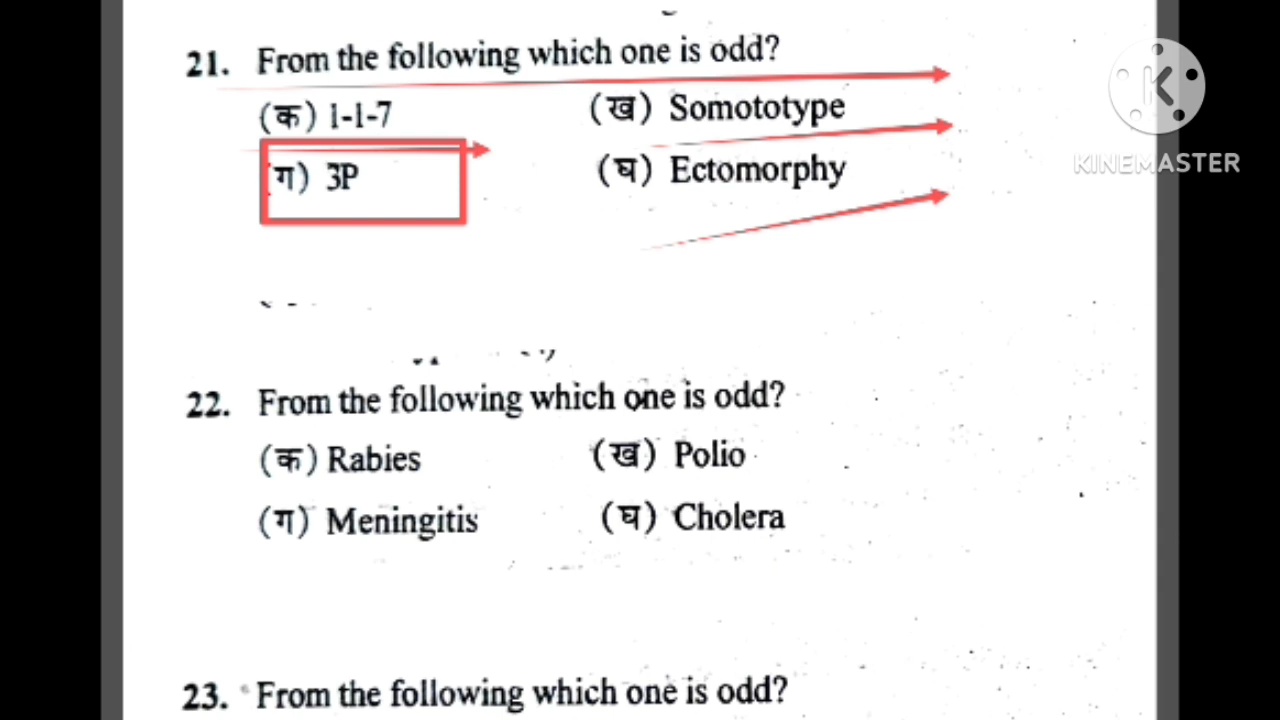 21. From the following which one is odd?
(क) 1-1-7 (ख) Somototype
(ग) 3P (घ) Ectomorphy
KINEMASTER
22. From the following which one is odd?
(क) Rabies (ख) Polio
(ग) Meningitis (घ) Cholera
23. From the following which one is odd?